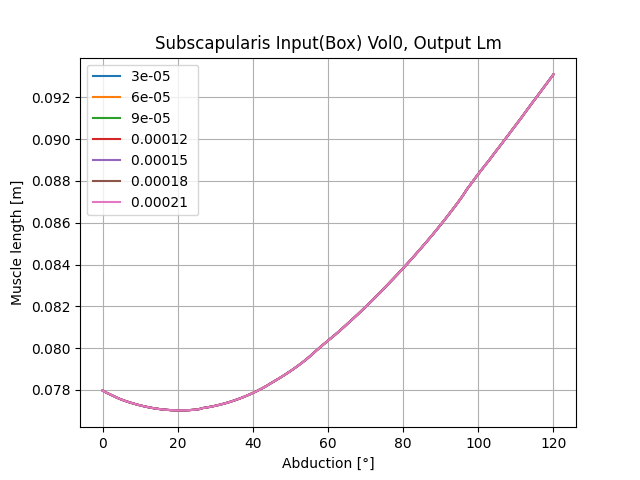 Subscapularis Input(Box) Vol0, Output Lm
3e-05
6e-05
9e-05
0.00012
0.00015
0.00018
0.00021
0.092
0.090
0.088
0.086
0.084
0.082
0.080
0.078
Muscle length [m]
0 20 40 60 80 100 120
Abduction [°]